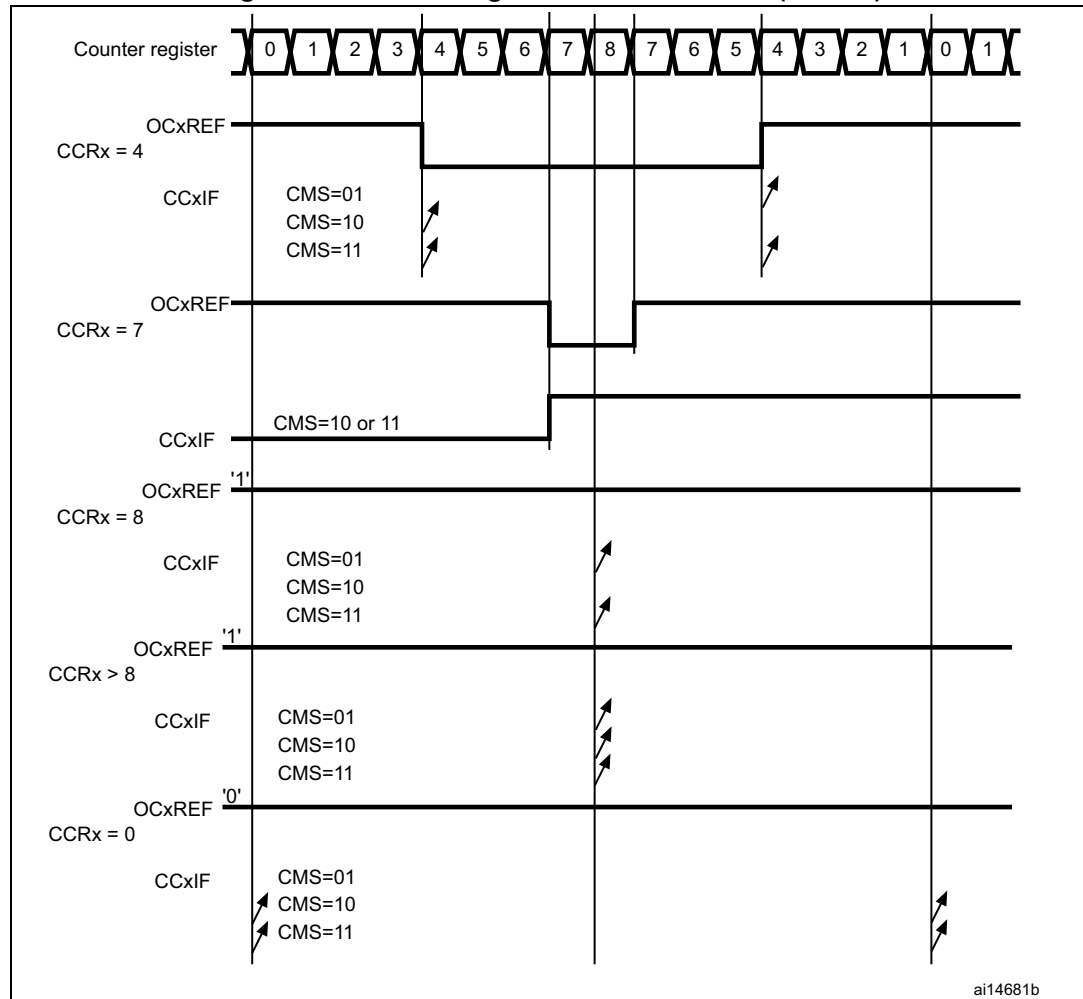 Counter register 0 1 2 3 4 5 6 7 8 7 6 5 4 3 2 1 0 1
OCxREF
CCRx = 4
CCxIF CMS=01
CMS=10
CMS=11
OCxREF
CCRx = 7
CMS=10 or 11
CCxIF
'1'
OCxREF
CCRx = 8
CCxIF CMS=01
CMS=10
CMS=11
'1'
OCxREF
CCRx > 8
CCxIF CMS=01
CMS=10
CMS=11
'0'
OCxREF
CCRx = 0
CCxIF CMS=01
CMS=10
CMS=11
ai14681b